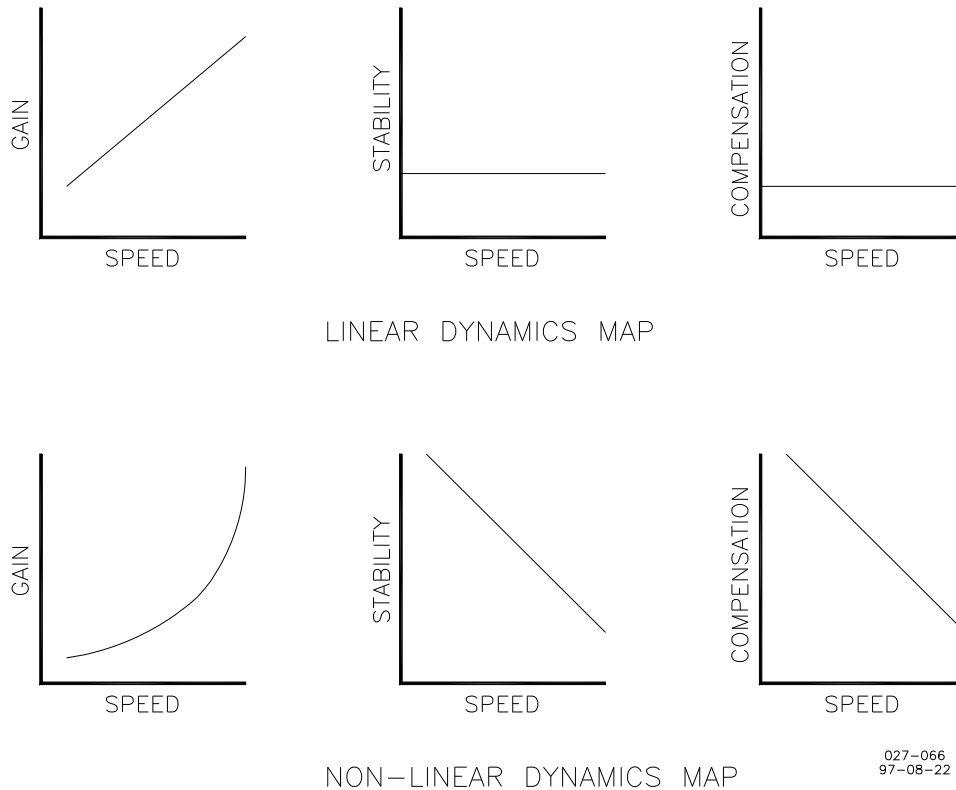 GAIN
SPEED
STABILITY
SPEED
COMPENSATION
SPEED
LINEAR DYNAMICS MAP
GAIN
SPEED
STABILITY
SPEED
COMPENSATION
SPEED
NON-LINEAR DYNAMICS MAP
027-066
97-08-22